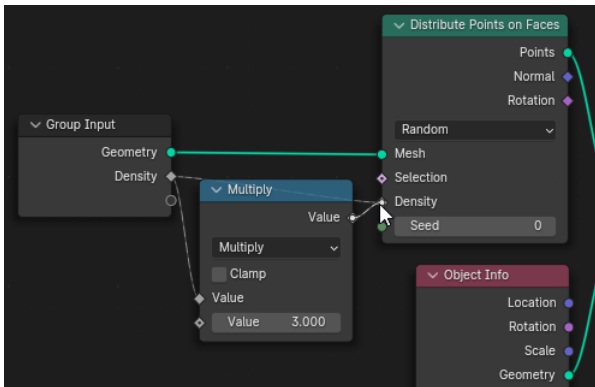 Distribute Points on Faces
Points
Normal
Rotation
Random
Mesh
Selection
Density
Seed 0
Group Input
Geometry
Density
Multiply
Value
Multiply
Clamp
Value
Value 3.000
Object Info
Location
Rotation
Scale
Geometry